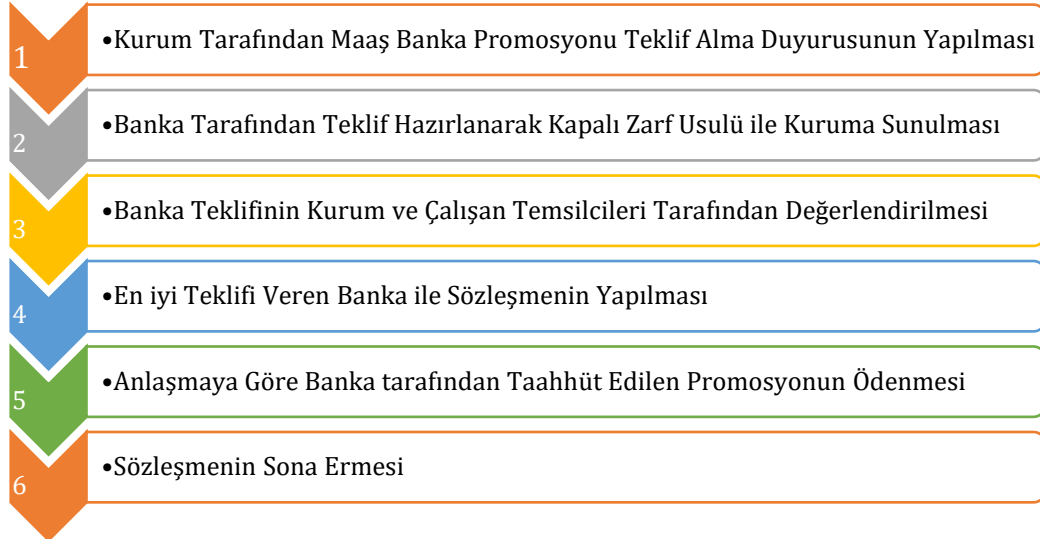 1
•Kurum Tarafından Maaş Banka Promosyonu Teklif Alma Duyurusunun Yapılması
2
•Banka Tarafından Teklif Hazırlanarak Kapalı Zarf Usulü ile Kuruma Sunulması
3
•Banka Teklifinin Kurum ve Çalışan Temsilcileri Tarafından Değerlendirilmesi
4
•En iyi Teklifi Veren Banka ile Sözleşmenin Yapılması
5
•Anlaşmaya Göre Banka tarafından Taahhüt Edilen Promosyonun Ödenmesi
6
•Sözleşmenin Sona Ermesi